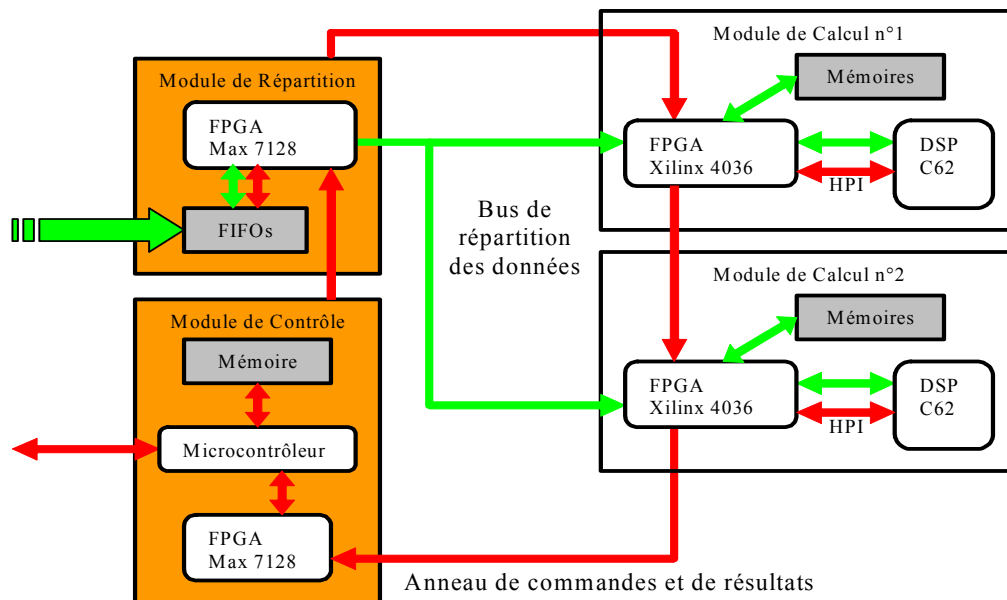 Module de Répartition
FPGA
Max 7128
FIFOs
Module de Contrôle
Mémoire
Microcontrôleur
FPGA
Max 7128
Bus de
répartition
des données
Module de Calcul n°1
Mémoires
FPGA
Xilinx 4036
HPI
DSP
C62
Module de Calcul n°2
Mémoires
FPGA
Xilinx 4036
HPI
DSP
C62
Anneau de commandes et de résultats